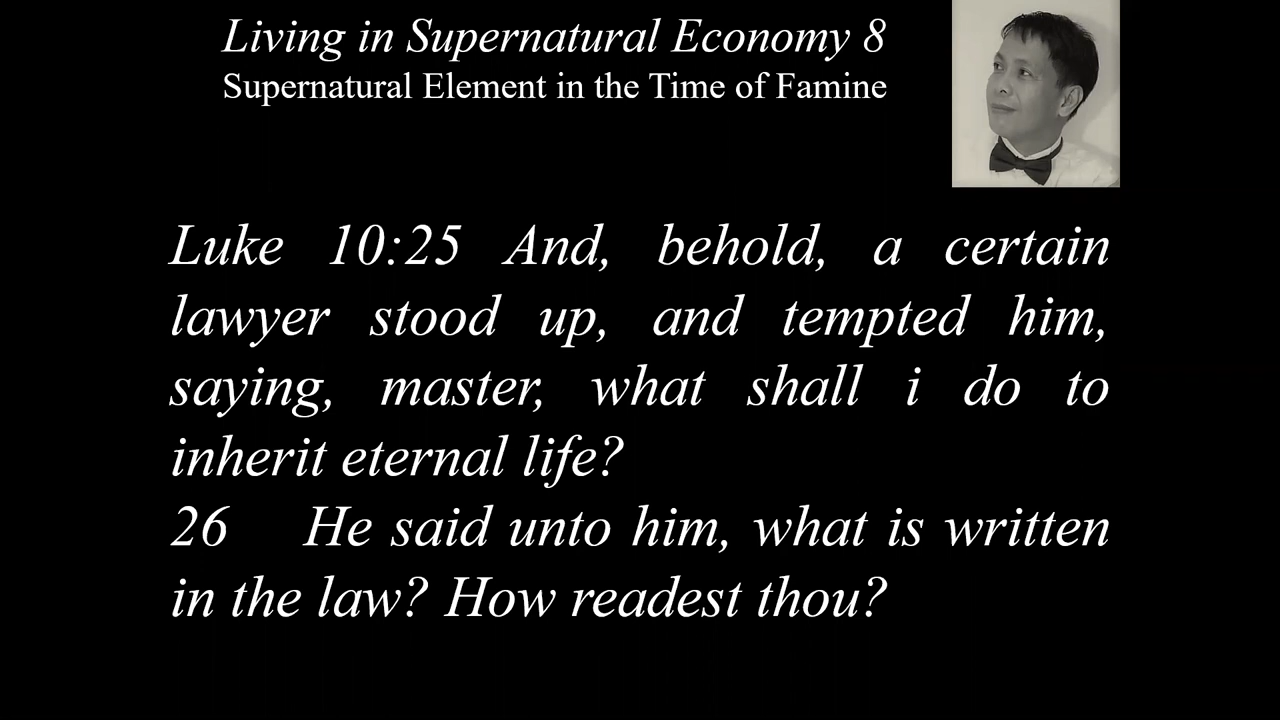 Living in Supernatural Economy 8
Supernatural Element in the Time of Famine
Luke 10:25 And, behold, a certain
lawyer stood up, and tempted him,
saying, master, what shall i do to
inherit eternal life?
26 He said unto him, what is written
in the law? How readest thou?